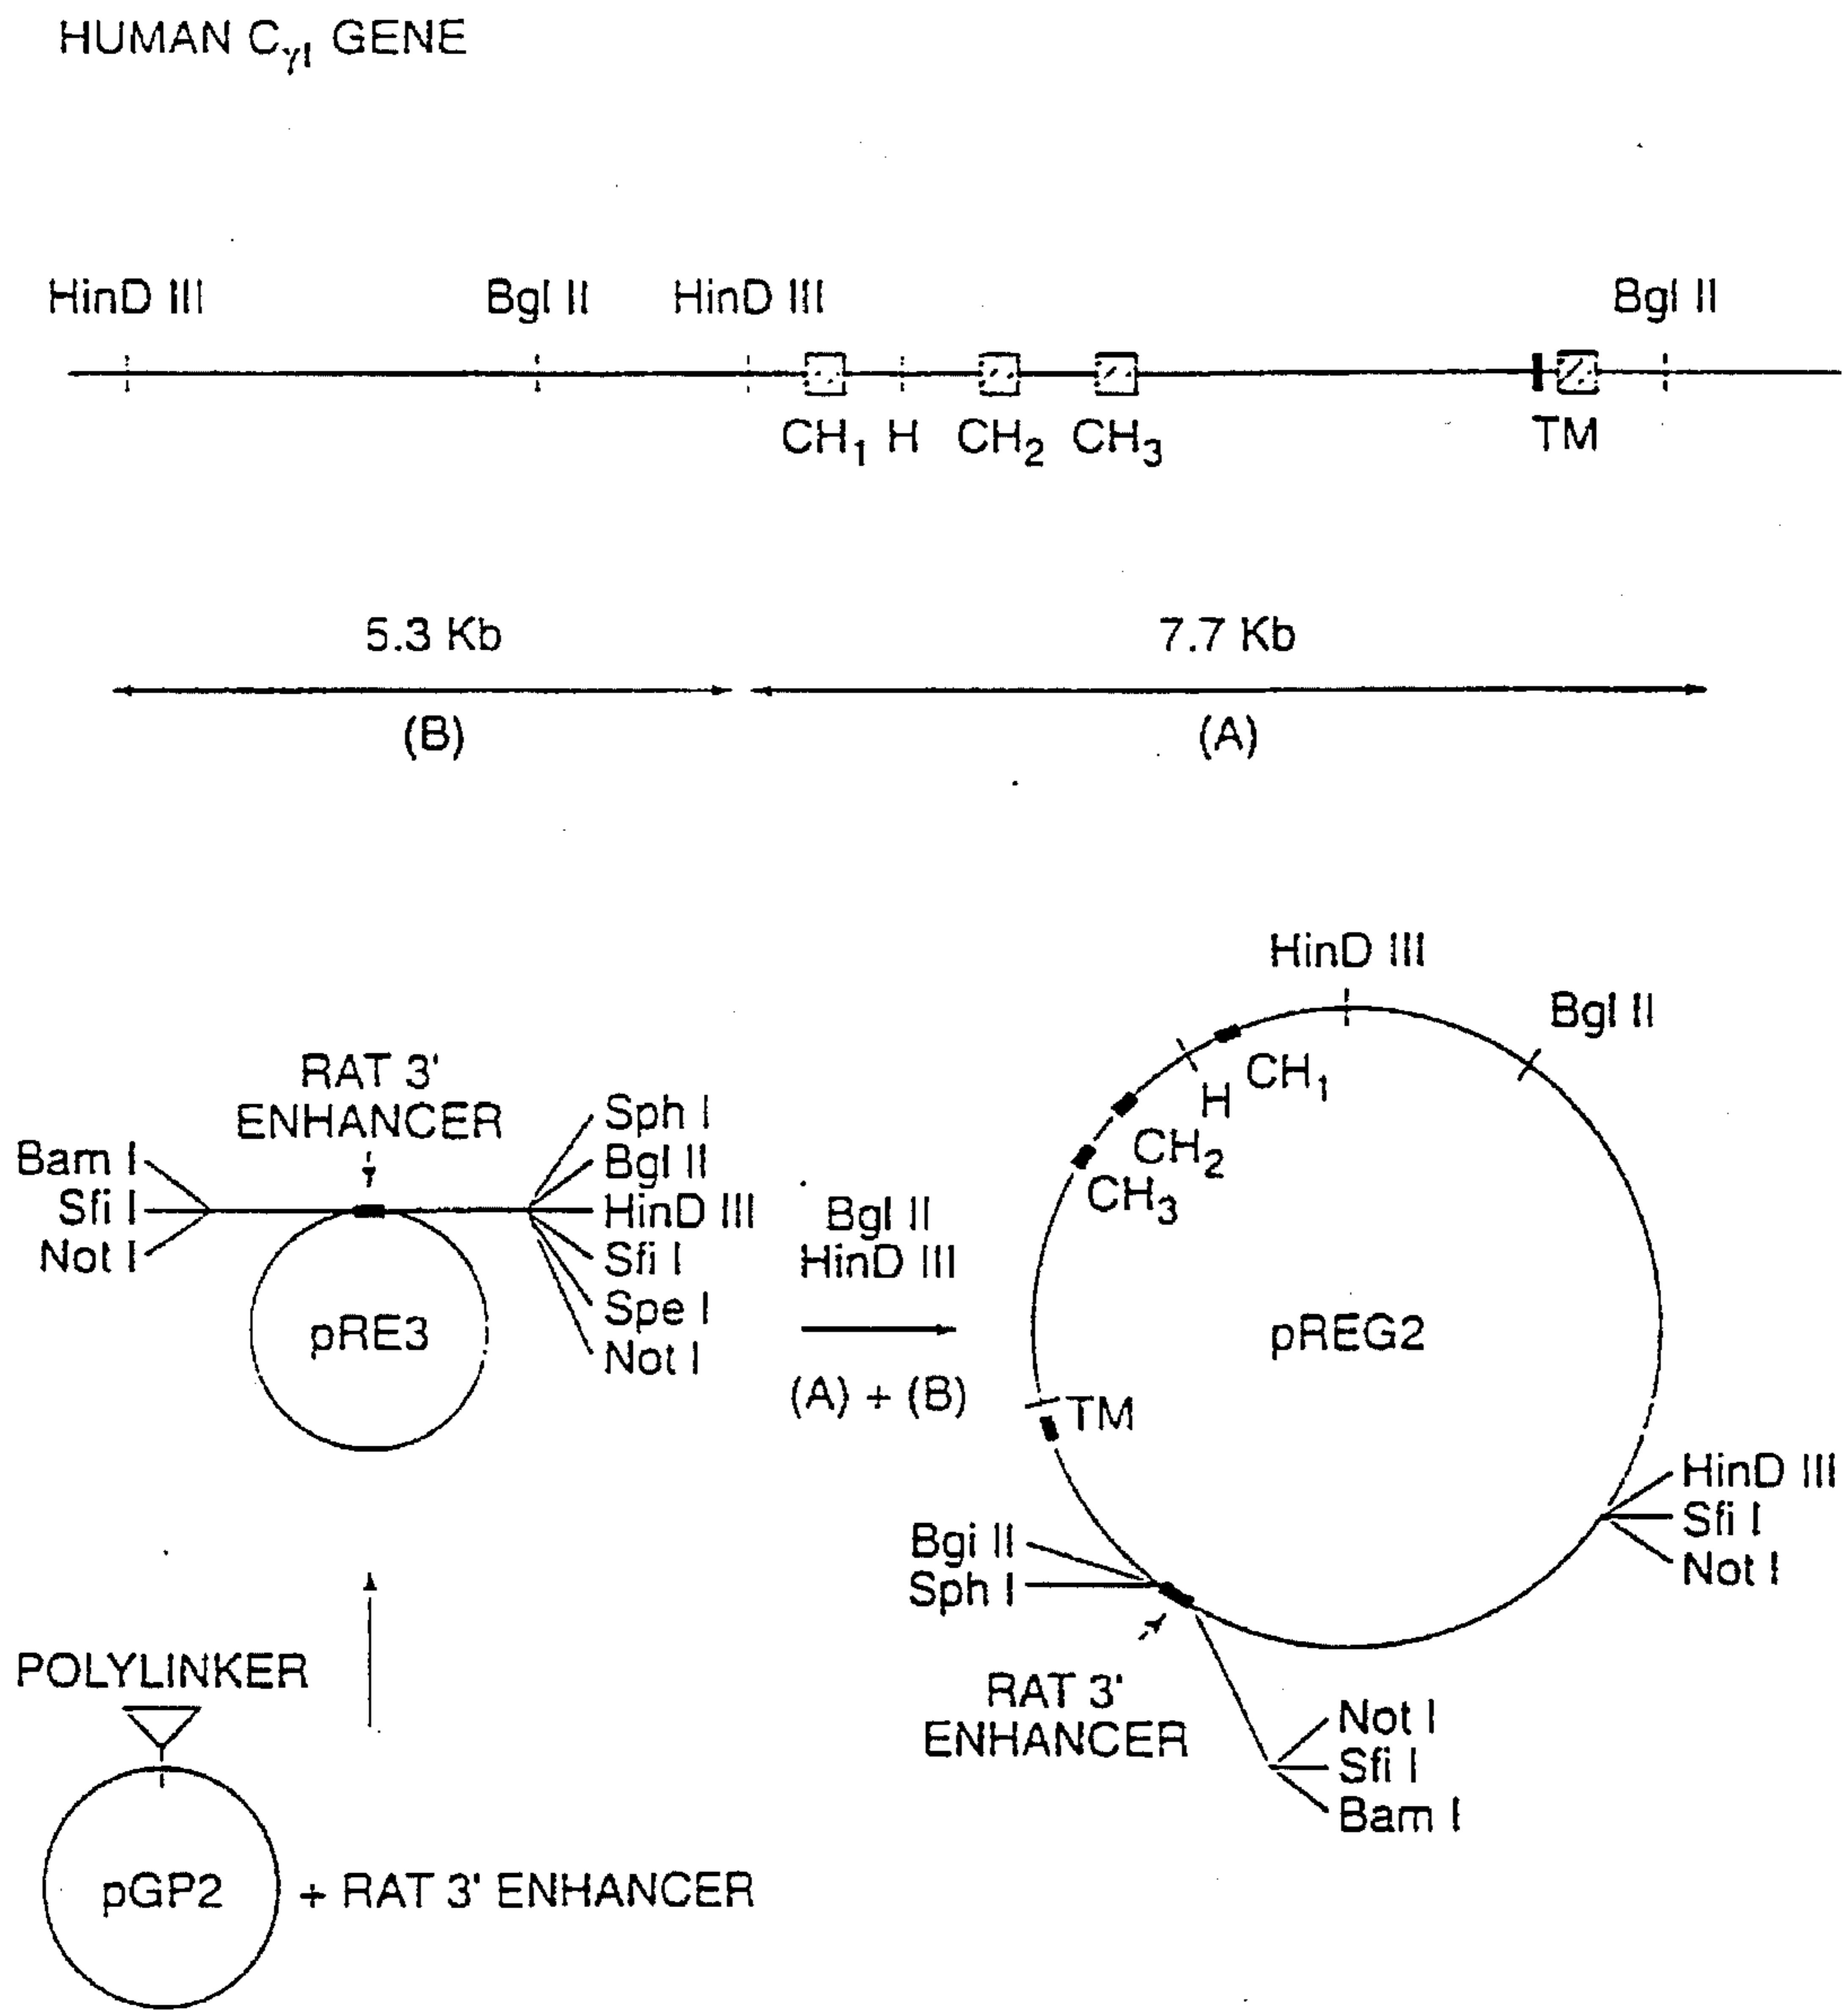 HUMAN Cγ1 GENE
HinD III Bgl II HinD III Bgl II
CH1 H CH2 CH3 TM
5.3 Kb 7.7 Kb
(B) (A)
RAT 3'
ENHANCER
Bam I
Sfi I
Not I
Sph I
Bgl II
HinD III
Sfi I
Spe I
Not I
pRE3
Bgl II
HinD III
(A) + (B)
HinD III
Bgl II
CH1
H
CH2
CH3
pREG2
TM
HinD III
Sfi I
Not I
Bgi II
Sph I
RAT 3'
ENHANCER
Not I
Sfi I
Bam I
POLYLINKER
pGP2 + RAT 3' ENHANCER